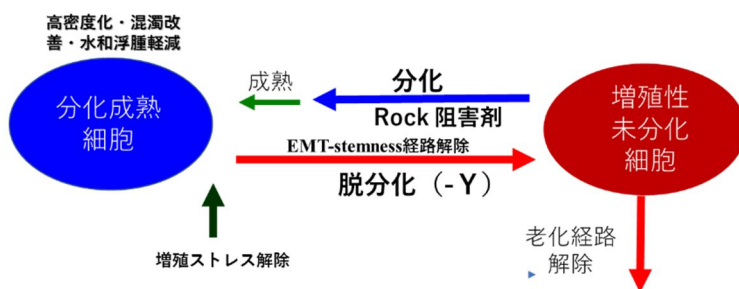 高密度化・混濁改
善・水和浮腫軽減
分化成熟
細胞
成熟
分化
Rock 阻害剤
EMT-stemness経路解除
脱分化（-Y）
増殖性
未分化
細胞
増殖ストレス解除
老化経路
解除